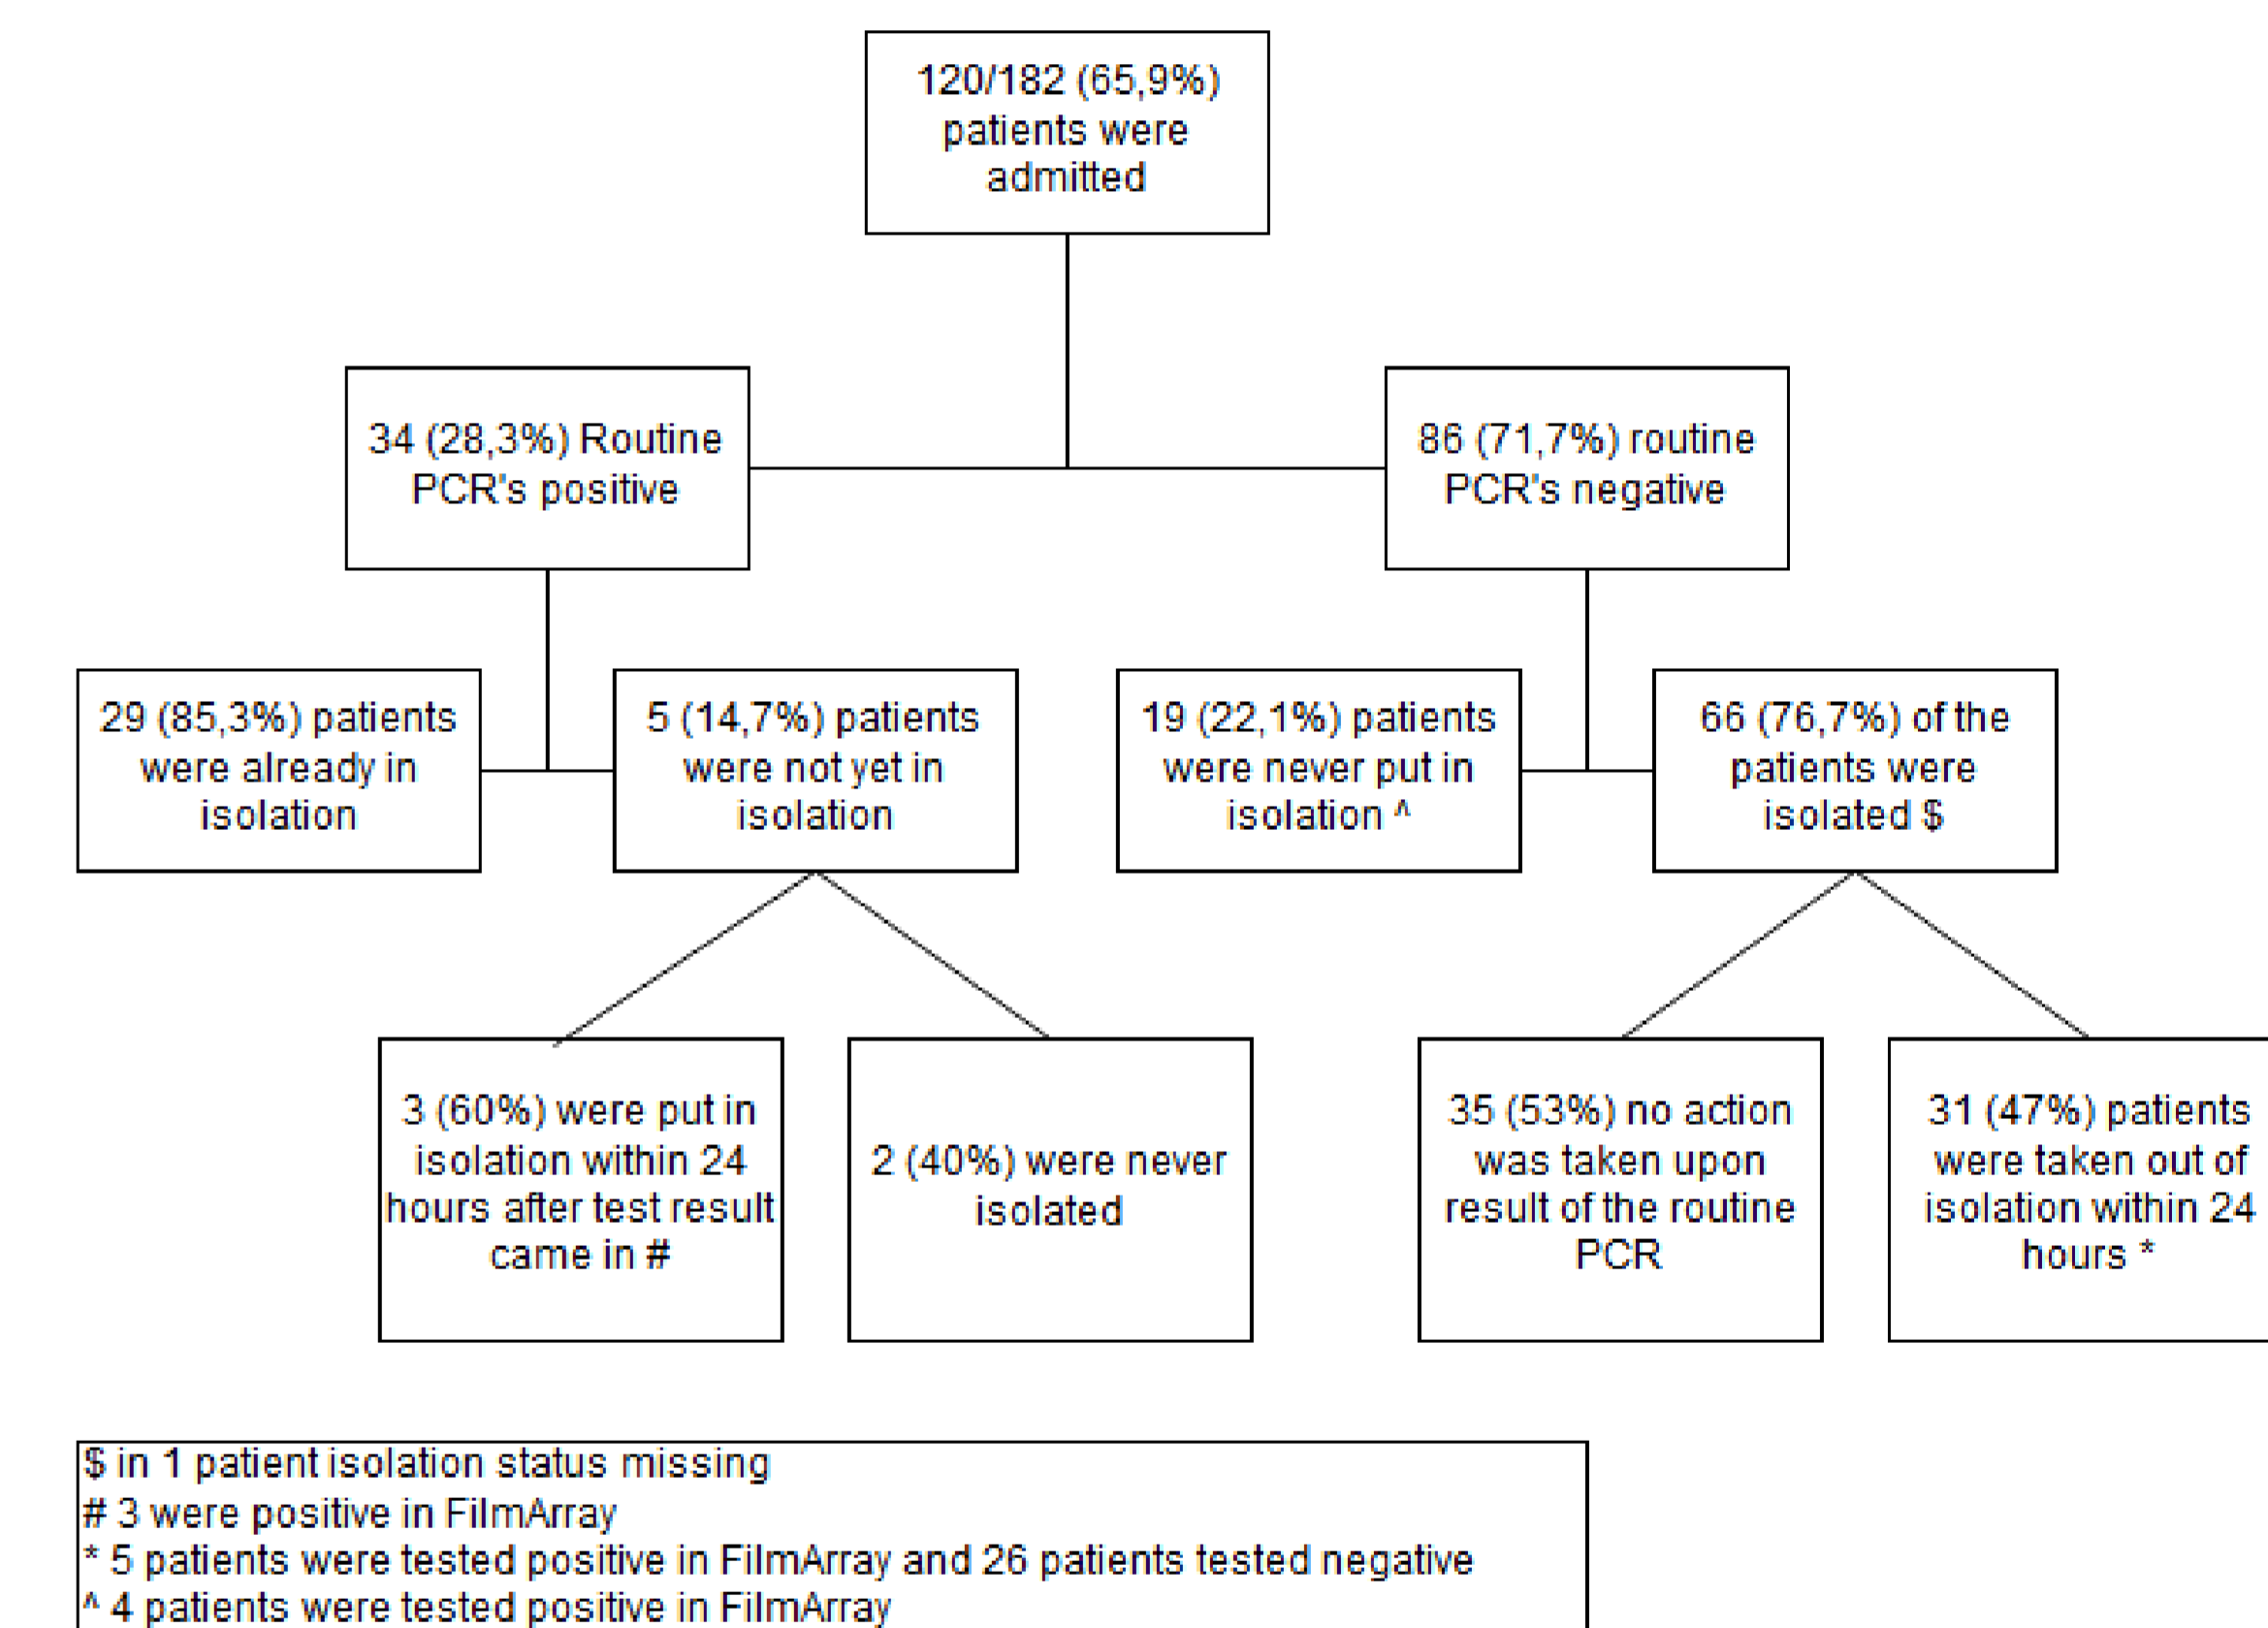 120/182 (65,9%)
patients were
admitted
34 (28,3%) Routine
PCR's positive
86 (71,7%) routine
PCR's negative
29 (85,3%) patients
were already in
isolation
5 (14,7%) patients
were not yet in
isolation
19 (22,1%) patients
were never put in
isolation ^
66 (76,7%) of the
patients were
isolated $
3 (60%) were put in
isolation within 24
hours after test result
came in #
2 (40%) were never
isolated
35 (53%) no action
was taken upon
result of the routine
PCR
31 (47%) patients
were taken out of
isolation within 24
hours *
$ in 1 patient isolation status missing
# 3 were positive in FilmArray
* 5 patients were tested positive in FilmArray and 26 patients tested negative
^ 4 patients were tested positive in FilmArray